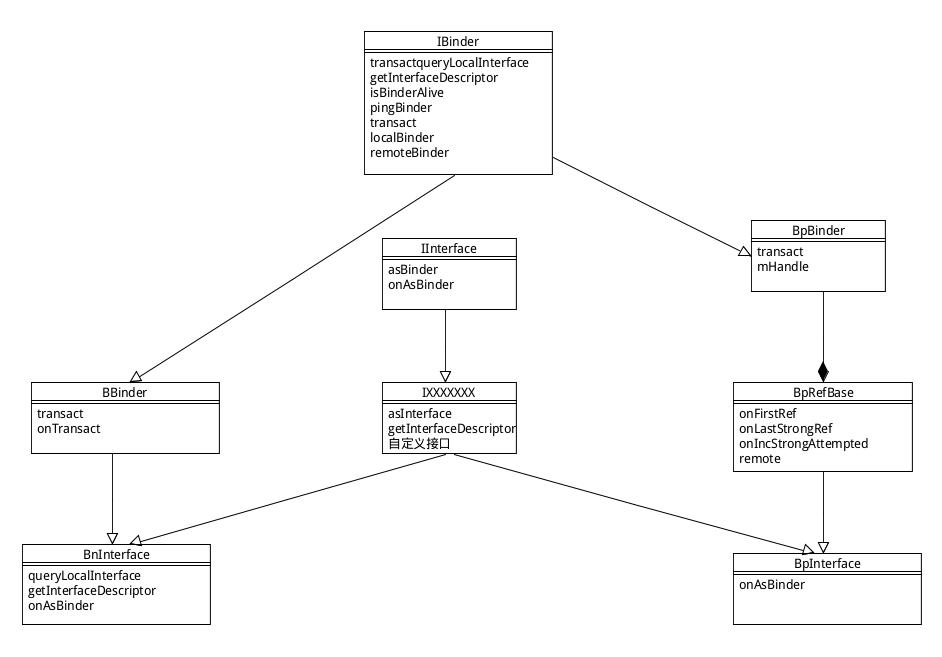 IBinder
transactqueryLocalInterface
getInterfaceDescriptor
isBinderAlive
pingBinder
transact
localBinder
remoteBinder
BpBinder
transact
mHandle
IInterface
asBinder
onAsBinder
BBinder
transact
onTransact
IXXXXXXX
asInterface
getInterfaceDescriptor
自定义接口
BpRefBase
onFirstRef
onLastStrongRef
onIncStrongAttempted
remote
BnInterface
queryLocalInterface
getInterfaceDescriptor
onAsBinder
BpInterface
onAsBinder